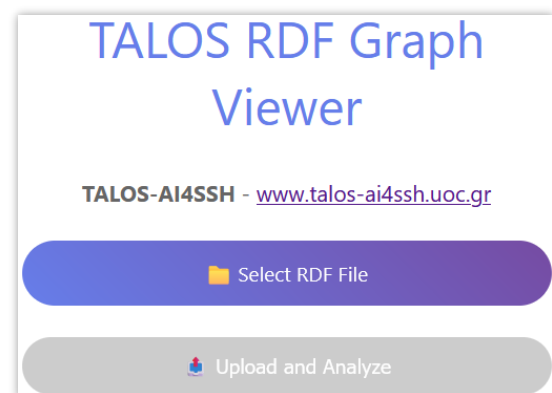 TALOS RDF Graph
Viewer
TALOS-AI4SSH - www.talos-ai4ssh.uoc.gr
Select RDF File
Upload and Analyze